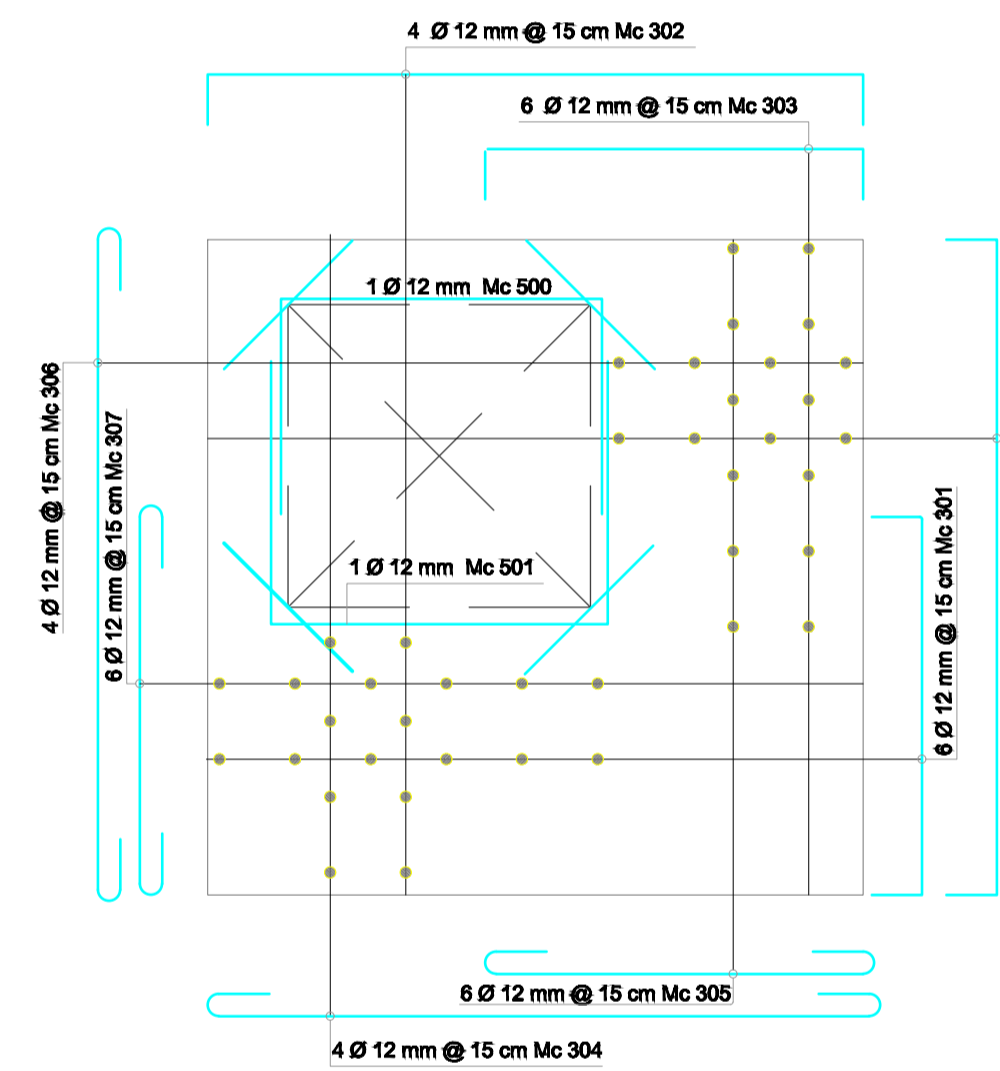 4 Ø 12 mm @ 15 cm Mc 302
6 Ø 12 mm @ 15 cm Mc 303
1 Ø 12 mm Mc 500
4 Ø 12 mm @ 15 cm Mc 306
6 Ø 12 mm @ 15 cm Mc 307
1 Ø 12 mm Mc 501
6 Ø 12 mm @ 15 cm Mc 301
6 Ø 12 mm @ 15 cm Mc 305
4 Ø 12 mm @ 15 cm Mc 304